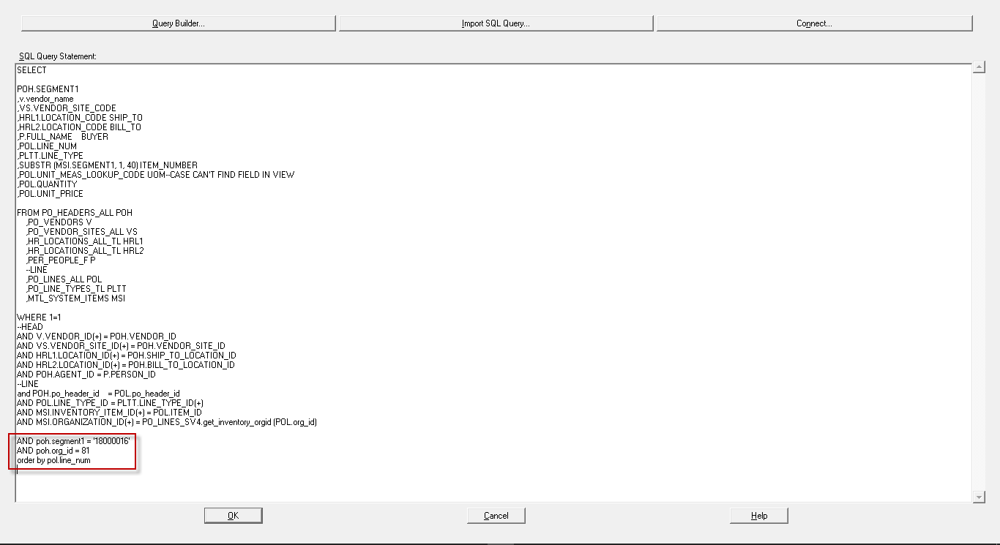 Query Builder... Import SQL Query... Connect...
SQL Query Statement:
SELECT
POH.SEGMENT1
,v.vendor_name
,VS.VENDOR_SITE_CODE
,HRL1.LOCATION_CODE SHIP_TO
,HRL2.LOCATION_CODE BILL_TO
,P.FULL_NAME    BUYER
,POL.LINE_NUM
,PLTT.LINE_TYPE
,SUBSTR (MSI.SEGMENT1, 1, 40) ITEM_NUMBER
,POL.UNIT_MEAS_LOOKUP_CODE UOM--CASE CAN'T FIND FIELD IN VIEW
,POL.QUANTITY
,POL.UNIT_PRICE
FROM PO_HEADERS_ALL POH
,PO_VENDORS V
,PO_VENDOR_SITES_ALL VS
,HR_LOCATIONS_ALL_TL HRL1
,HR_LOCATIONS_ALL_TL HRL2
,PER_PEOPLE_F P
--LINE
,PO_LINES_ALL POL
,PO_LINE_TYPES_TL PLTT
,MTL_SYSTEM_ITEMS MSI
WHERE 1=1
--HEAD
AND V.VENDOR_ID(+) = POH.VENDOR_ID
AND VS.VENDOR_SITE_ID(+) = POH.VENDOR_SITE_ID
AND HRL1.LOCATION_ID(+) = POH.SHIP_TO_LOCATION_ID
AND HRL2.LOCATION_ID(+) = POH.BILL_TO_LOCATION_ID
AND POH.AGENT_ID = P.PERSON_ID
--LINE
and POH.po_header_id    = POL.po_header_id
AND POL.LINE_TYPE_ID = PLTT.LINE_TYPE_ID(+)
AND MSI.INVENTORY_ITEM_ID(+) = POL.ITEM_ID
AND MSI.ORGANIZATION_ID(+) = PO_LINES_SV4.get_inventory_orgid (POL.org_id)
AND poh.segment1 = '18000016'
AND poh.org_id = 81
order by pol.line_num
OK Cancel Help